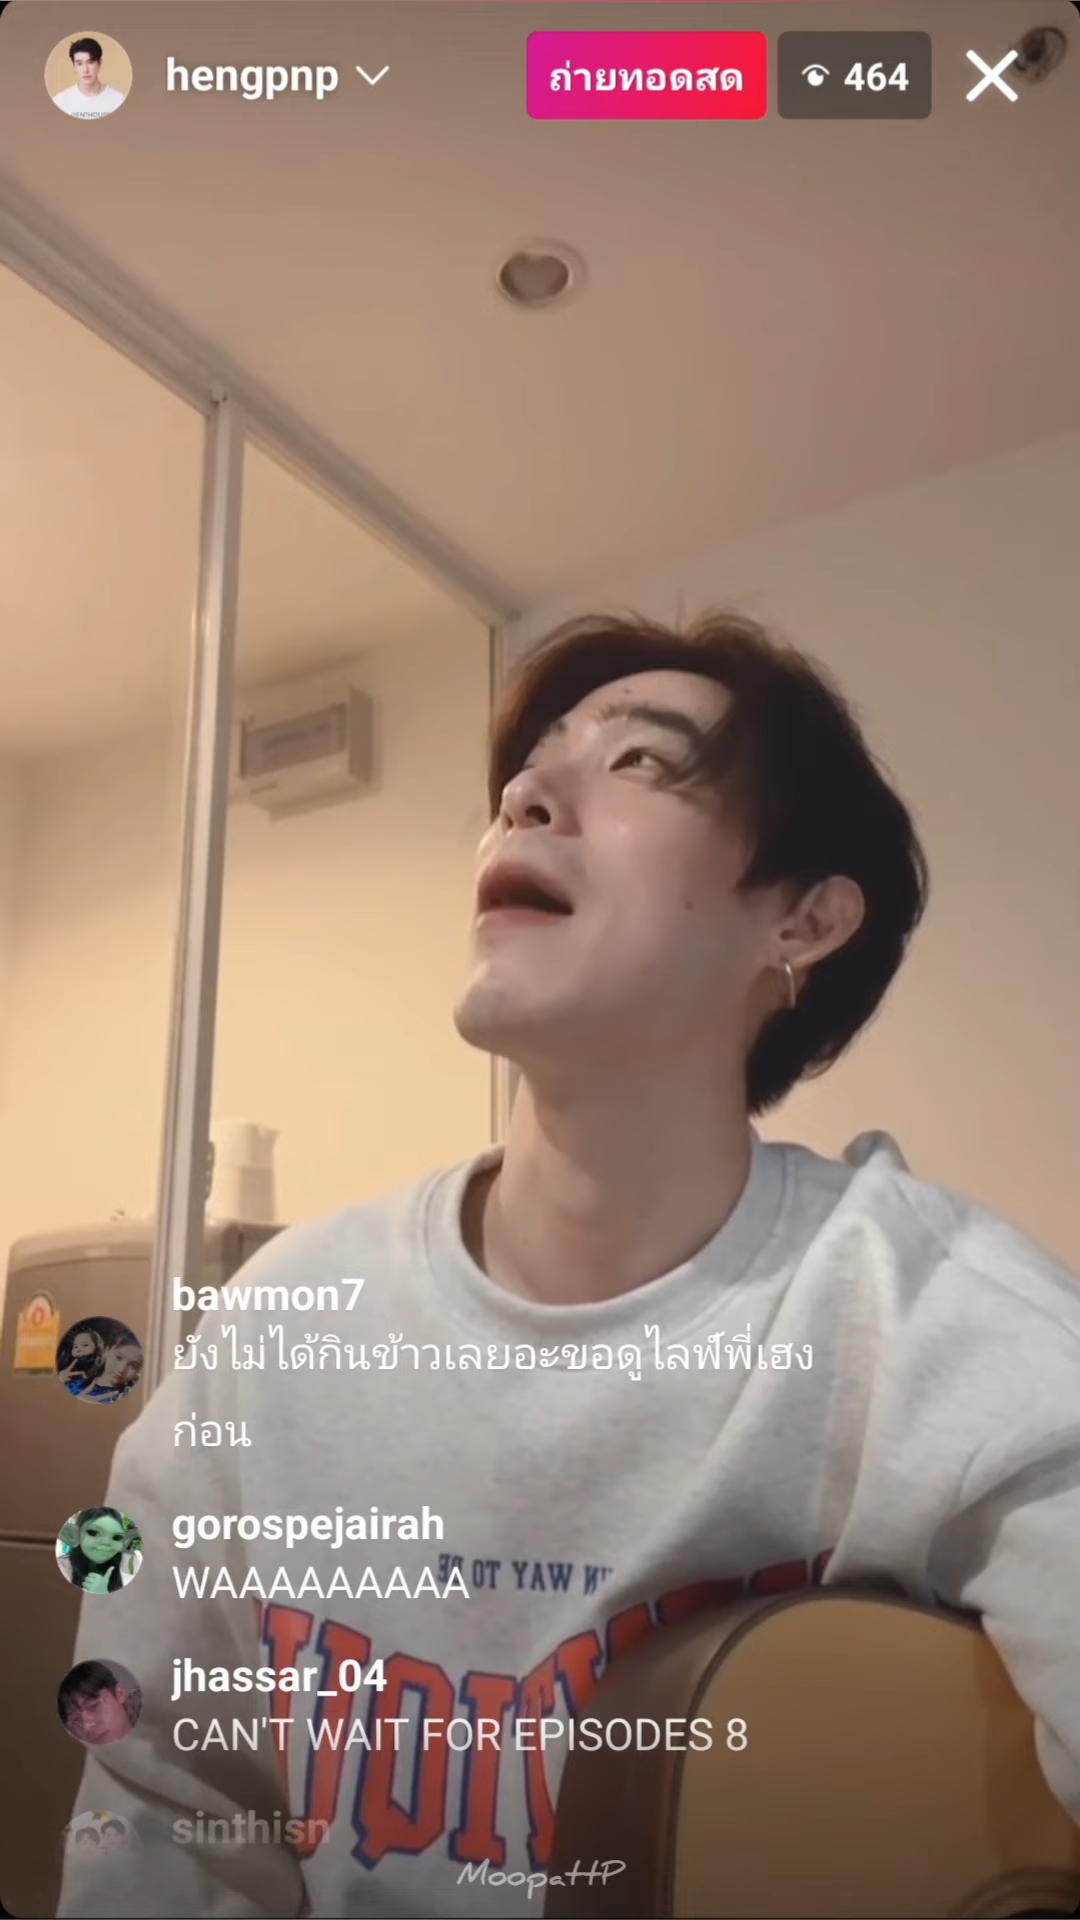 hengpnp
ถ่ายทอดสด
464
bawmon7
ยังไม่ได้กินข้าวเลยอะขอดูไลฟ์พี่เฮง
ก่อน
gorospejairah
WAAAAAAAAA
WAY TO
jhassar_04
CAN'T WAIT FOR EPISODES 8
sinthisn
MoopaHP